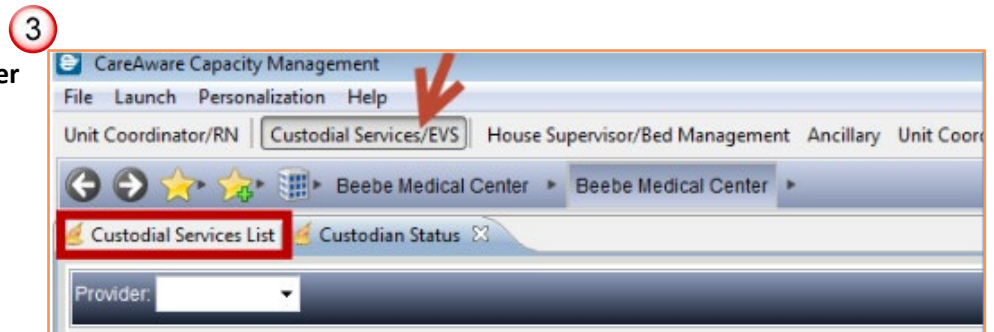 3
er
CareAware Capacity Management
File Launch Personalization Help
Unit Coordinator/RN Custodial Services/EVS House Supervisor/Bed Management Ancillary Unit Coor
Beebe Medical Center Beebe Medical Center
Custodial Services List Custodian Status
Provider: